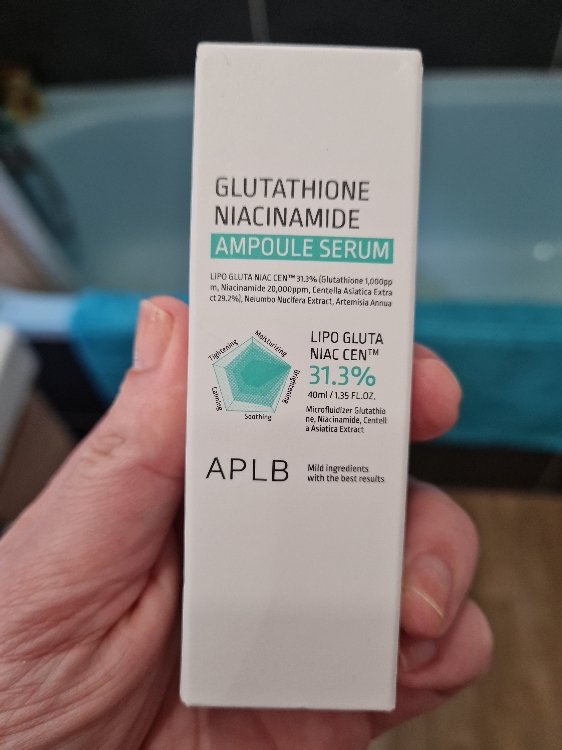 GLUTATHIONE
NIACINAMIDE
AMPOULE SERUM
LIPO GLUTA NIAC CEN™ 31.3% (Glutathione 1,000pp
m, Niacinamide 20,000ppm, Centella Asiatica Extra
ct 29.2%), Nelumbo Nucifera Extract, Artemisia Annua
Tightening
Moisturizing
Brightening
Calming
Soothing
LIPO GLUTA
NIAC CEN™
31.3%
40ml / 1.35 FL.OZ.
Microfluidizer Glutathio
ne, Niacinamide, Centell
a Asiatica Extract
APLB
Mild ingredients
with the best results